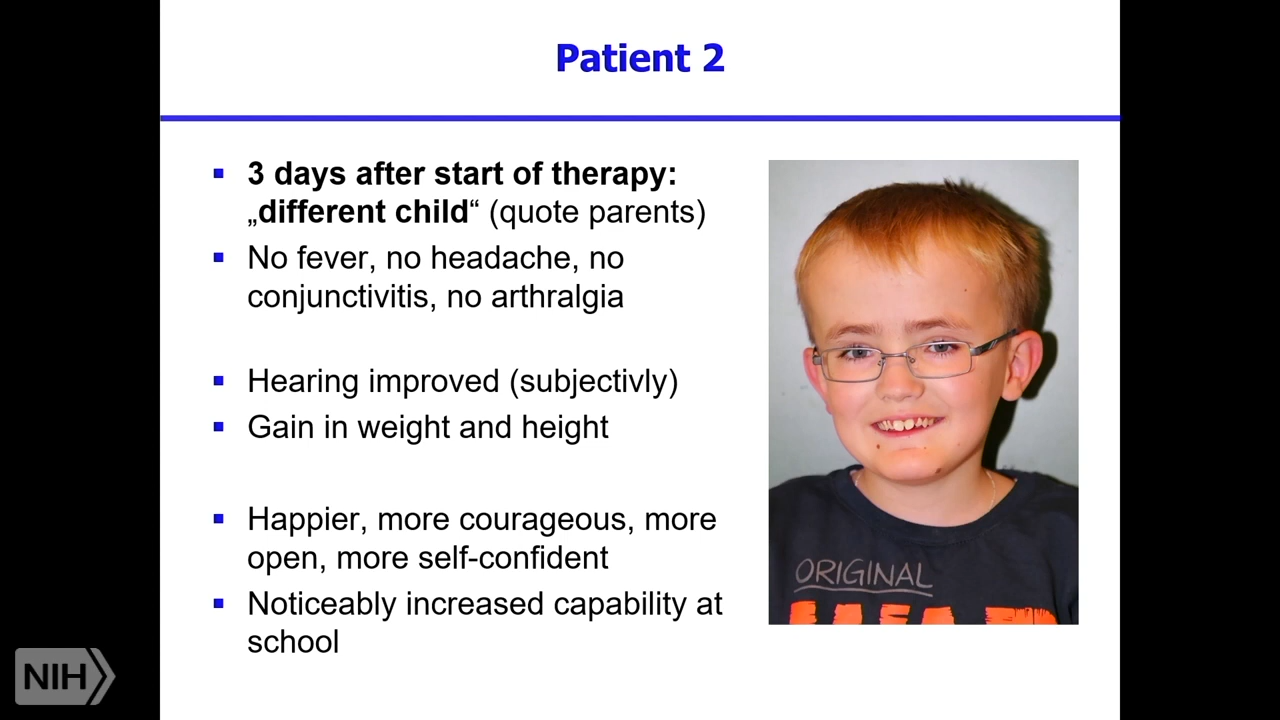 Patient 2
▪ 3 days after start of therapy:
„different child“ (quote parents)
▪ No fever, no headache, no
conjunctivitis, no arthralgia
▪ Hearing improved (subjectivly)
▪ Gain in weight and height
▪ Happier, more courageous, more
open, more self-confident
▪ Noticeably increased capability at
school
ORIGINAL
NIH